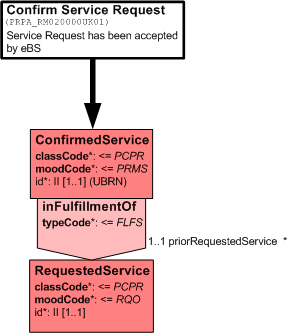 Confirm Service Request
(PRPA_RM020000UK01)
Service Request has been accepted
by eBS
ConfirmedService
classCode*: <= PCPR
moodCode*: <= PRMS
id*: II [1..1] (UBRN)
inFulfillmentOf
typeCode*: <= FLFS
1..1 priorRequestedService *
RequestedService
classCode*: <= PCPR
moodCode*: <= RQO
id*: II [1..1]